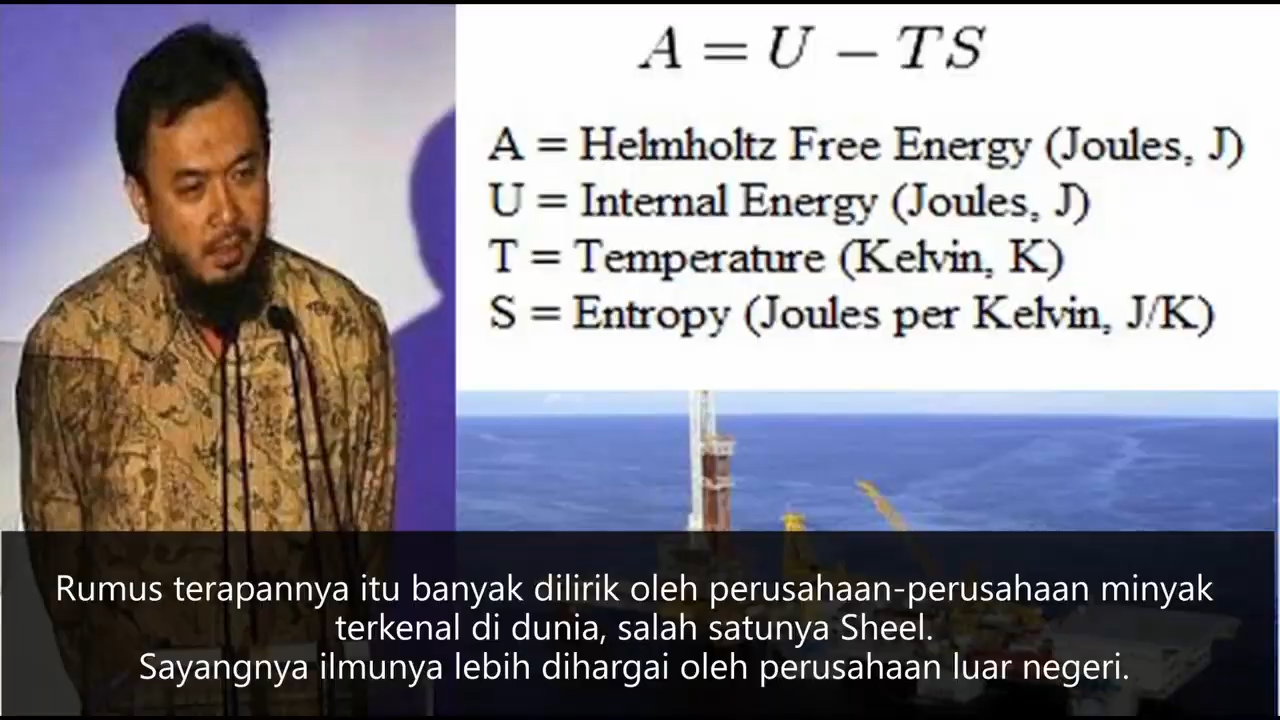 A = U − TS
A = Helmholtz Free Energy (Joules, J)
U = Internal Energy (Joules, J)
T = Temperature (Kelvin, K)
S = Entropy (Joules per Kelvin, J/K)
Rumus terapannya itu banyak dilirik oleh perusahaan-perusahaan minyak
terkenal di dunia, salah satunya Sheel.
Sayangnya ilmunya lebih dihargai oleh perusahaan luar negeri.